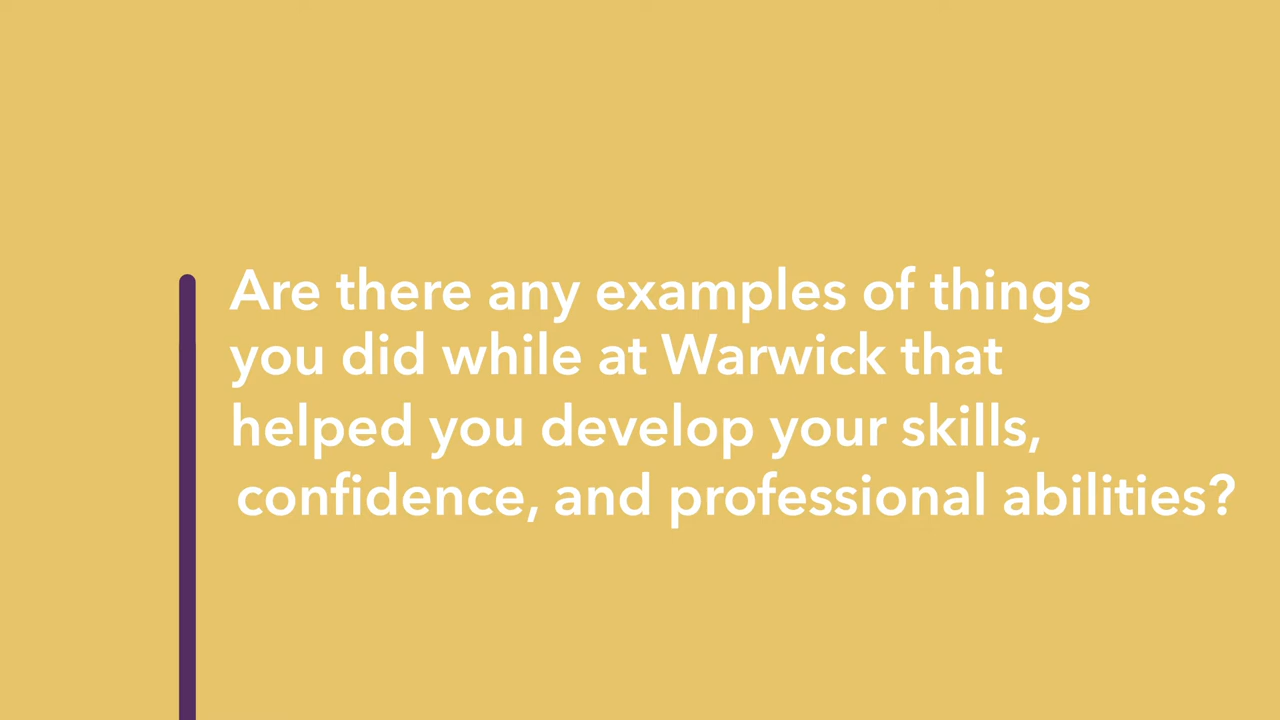 Are there any examples of things
you did while at Warwick that
helped you develop your skills,
confidence, and professional abilities?